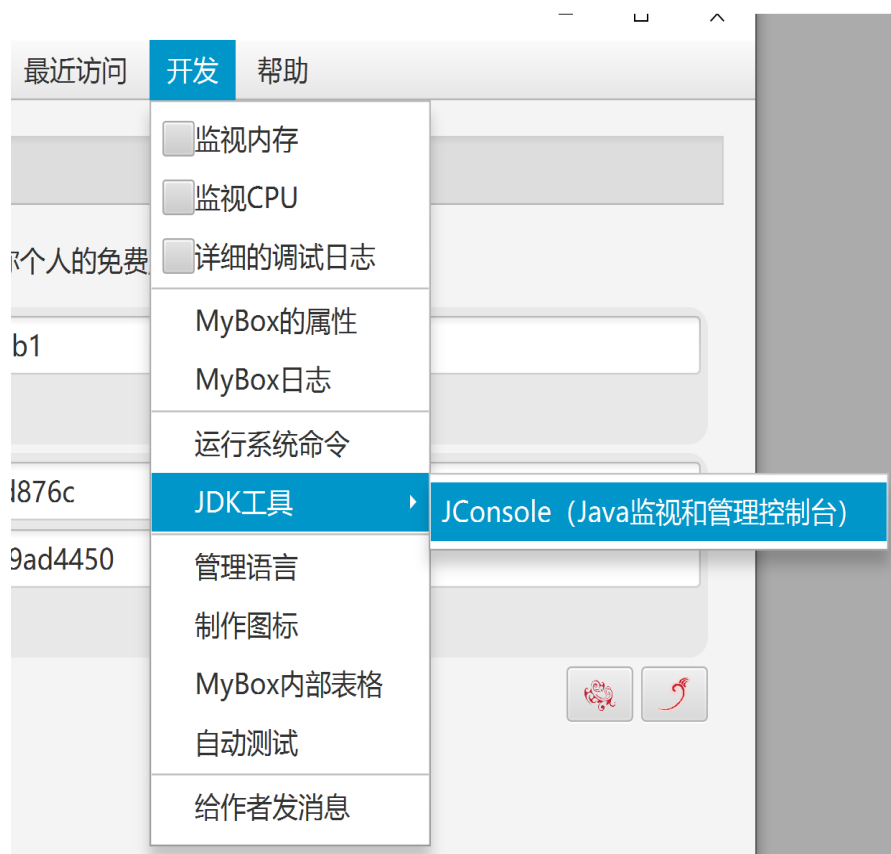 最近访问 开发 帮助
监视内存
监视CPU
个人的免费
详细的调试日志
MyBox的属性
b1
MyBox日志
运行系统命令
d876c
JDK工具
JConsole（Java监视和管理控制台）
9ad4450
管理语言
制作图标
MyBox内部表格
自动测试
给作者发消息